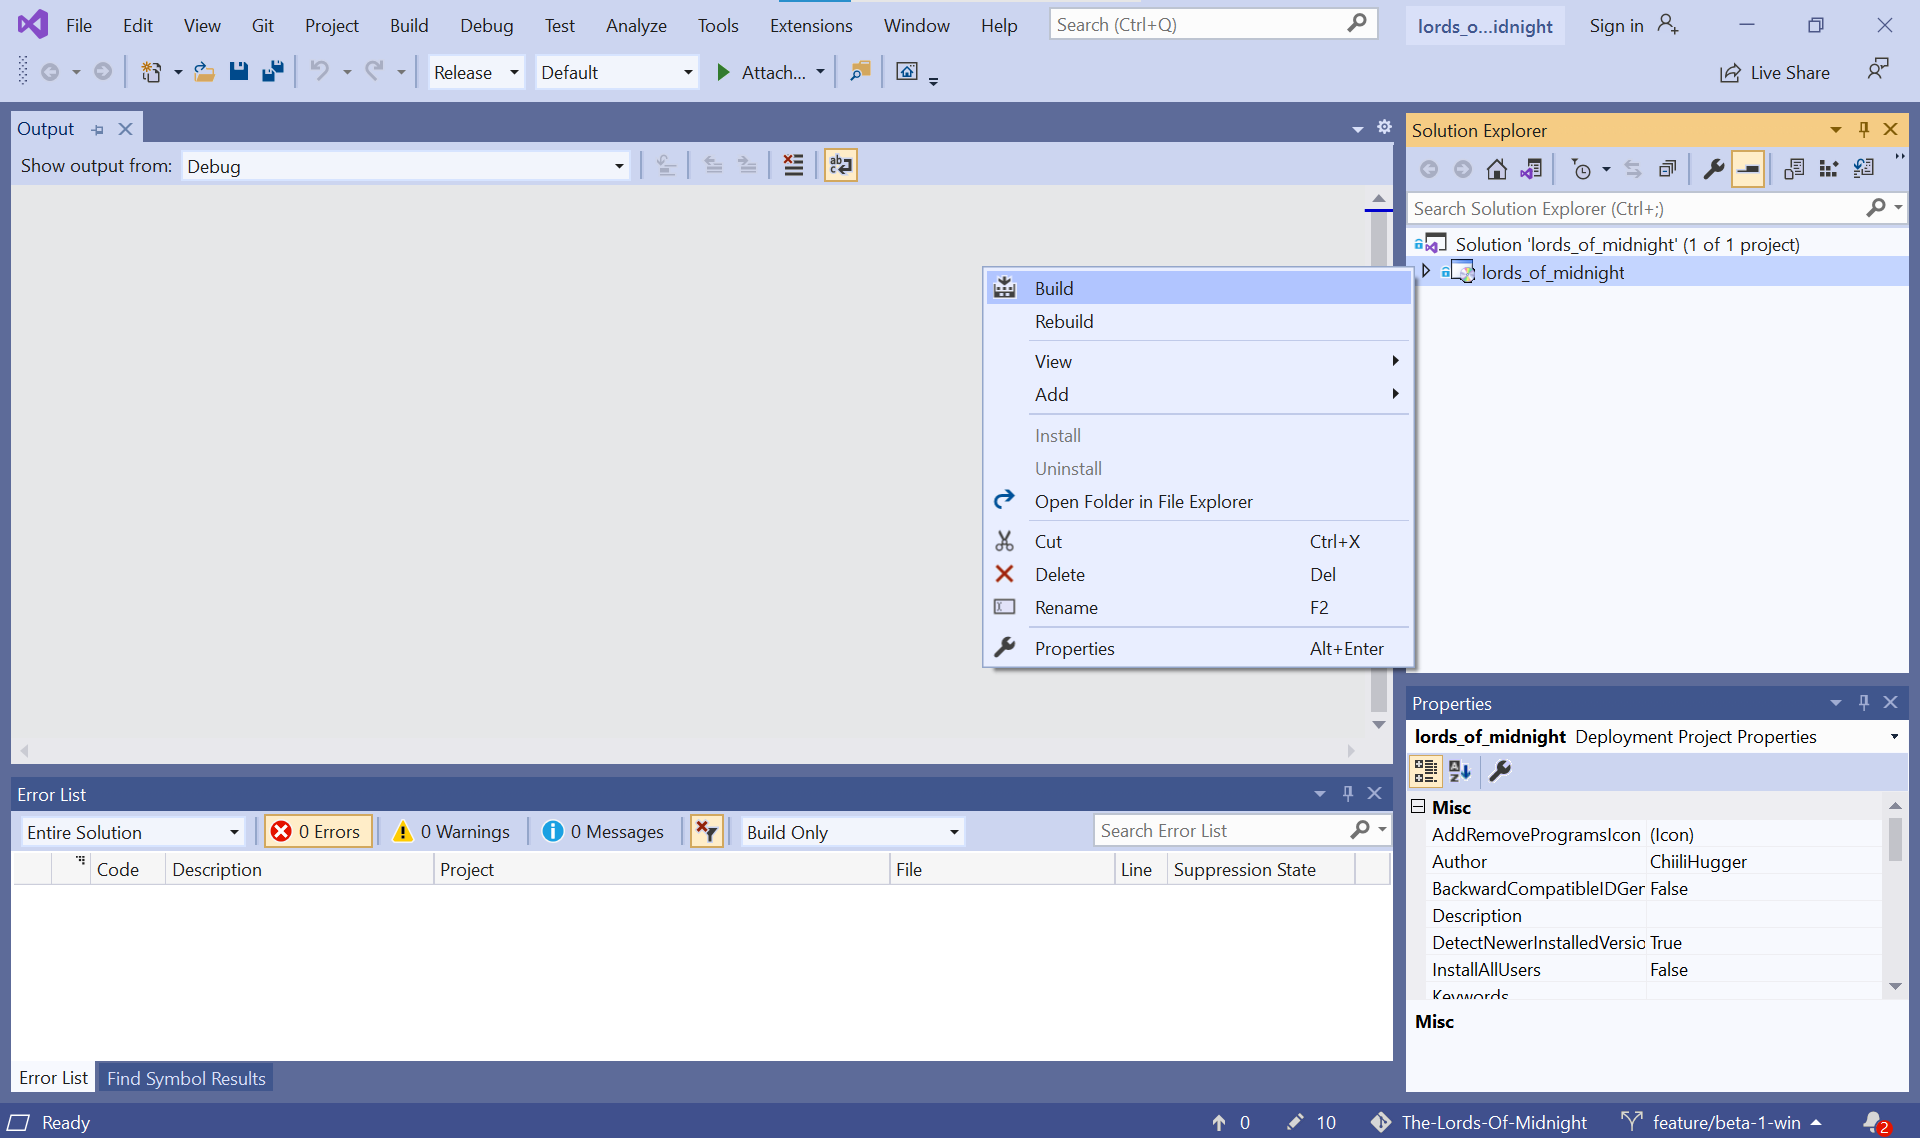 File Edit View Git Project Build Debug Test Analyze Tools Extensions Window Help Search (Ctrl+Q) lords_o...idnight Sign in
Release Default Attach... Live Share
Output
Show output from: Debug
Solution Explorer
Search Solution Explorer (Ctrl+;)
Solution 'lords_of_midnight' (1 of 1 project)
lords_of_midnight
Build
Rebuild
View
Add
Install
Uninstall
Open Folder in File Explorer
Cut Ctrl+X
Delete Del
Rename F2
Properties Alt+Enter
Properties
lords_of_midnight Deployment Project Properties
Misc
AddRemoveProgramsIcon (Icon)
Author ChiiliHugger
BackwardCompatibleIDGer False
Description
DetectNewerInstalledVersio True
InstallAllUsers False
Keywords
Misc
Error List
Entire Solution 0 Errors 0 Warnings 0 Messages Build Only Search Error List
Code Description Project File Line Suppression State
Error List Find Symbol Results
Ready 0 10 The-Lords-Of-Midnight feature/beta-1-win 2